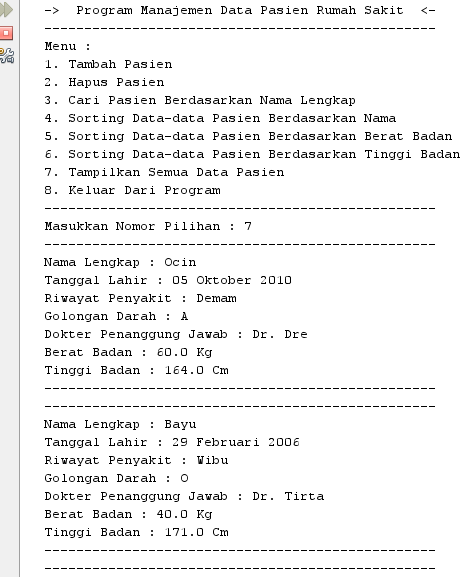 -> Program Manajemen Data Pasien Rumah Sakit <-
-------------------------------------------------
Menu :
1. Tambah Pasien
2. Hapus Pasien
3. Cari Pasien Berdasarkan Nama Lengkap
4. Sorting Data-data Pasien Berdasarkan Nama
5. Sorting Data-data Pasien Berdasarkan Berat Badan
6. Sorting Data-data Pasien Berdasarkan Tinggi Badan
7. Tampilkan Semua Data Pasien
8. Keluar Dari Program
-------------------------------------------------
Masukkan Nomor Pilihan : 7
-------------------------------------------------
Nama Lengkap : Ocin
Tanggal Lahir : 05 Oktober 2010
Riwayat Penyakit : Demam
Golongan Darah : A
Dokter Penanggung Jawab : Dr. Dre
Berat Badan : 60.0 Kg
Tinggi Badan : 164.0 Cm
-------------------------------------------------
-------------------------------------------------
Nama Lengkap : Bayu
Tanggal Lahir : 29 Februari 2006
Riwayat Penyakit : Wibu
Golongan Darah : O
Dokter Penanggung Jawab : Dr. Tirta
Berat Badan : 40.0 Kg
Tinggi Badan : 171.0 Cm
-------------------------------------------------
-------------------------------------------------